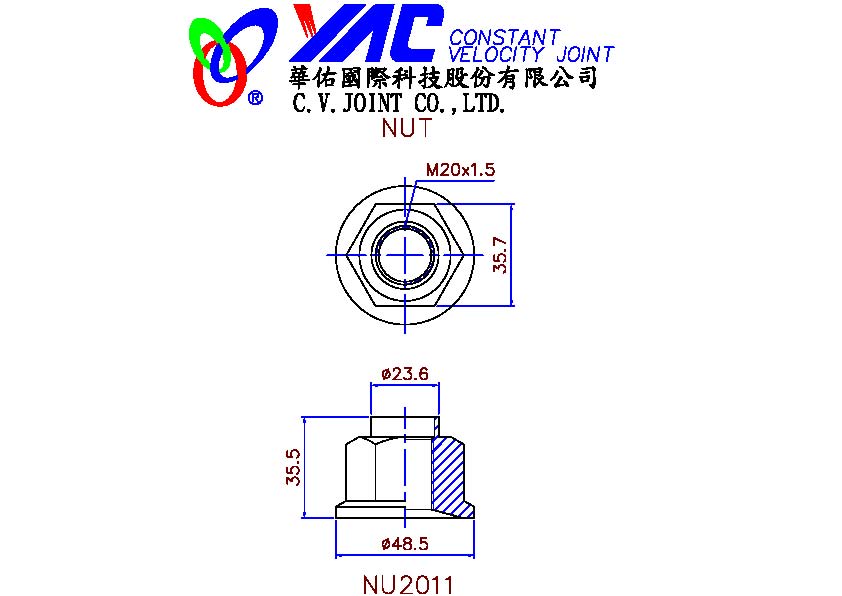 YAC CONSTANT
VELOCITY JOINT
®
華佑國際科技股份有限公司
C.V.JOINT CO.,LTD.
NUT
M20x1.5
35.7
ø23.6
35.5
ø48.5
NU2011